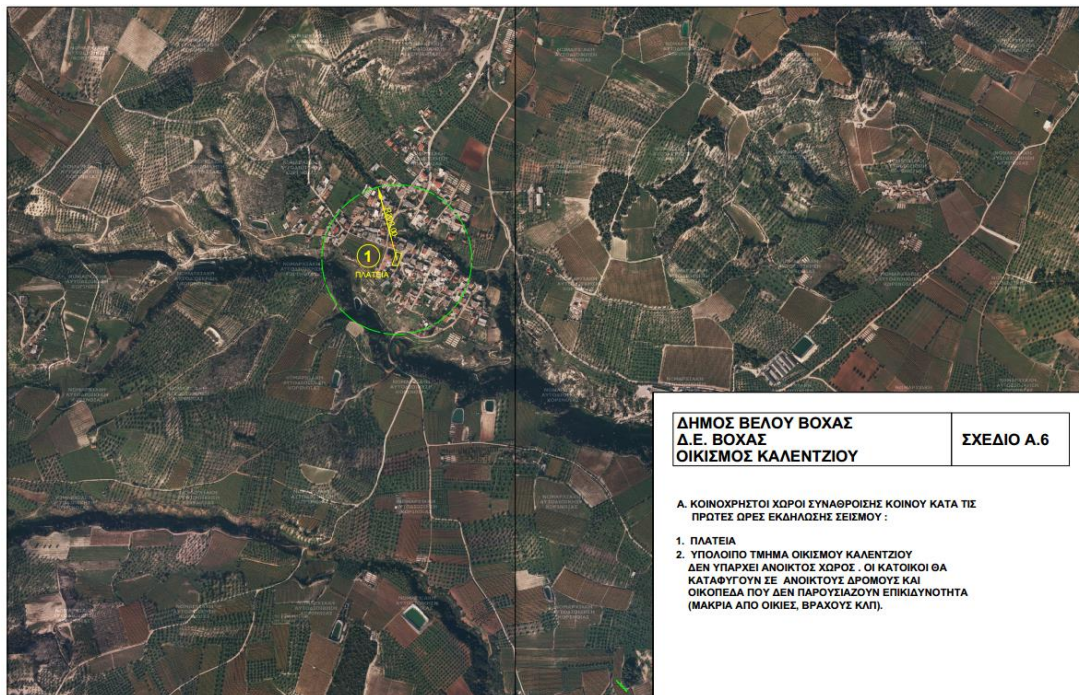 1
ΠΛΑΤΕΙΑ
ΔΗΜΟΣ ΒΕΛΟΥ ΒΟΧΑΣ
Δ.Ε. ΒΟΧΑΣ
ΟΙΚΙΣΜΟΣ ΚΑΛΕΝΤΖΙΟΥ
ΣΧΕΔΙΟ Α.6
Α. ΚΟΙΝΟΧΡΗΣΤΟΙ ΧΩΡΟΙ ΣΥΝΑΘΡΟΙΣΗΣ ΚΟΙΝΟΥ ΚΑΤΑ ΤΙΣ
ΠΡΩΤΕΣ ΩΡΕΣ ΕΚΔΗΛΩΣΗΣ ΣΕΙΣΜΟΥ :
1. ΠΛΑΤΕΙΑ
2. ΥΠΟΛΟΙΠΟ ΤΜΗΜΑ ΟΙΚΙΣΜΟΥ ΚΑΛΕΝΤΖΙΟΥ
ΔΕΝ ΥΠΑΡΧΕΙ ΑΝΟΙΚΤΟΣ ΧΩΡΟΣ . ΟΙ ΚΑΤΟΙΚΟΙ ΘΑ
ΚΑΤΑΦΥΓΟΥΝ ΣΕ ΑΝΟΙΚΤΟΥΣ ΔΡΟΜΟΥΣ ΚΑΙ
ΟΙΚΟΠΕΔΑ ΠΟΥ ΔΕΝ ΠΑΡΟΥΣΙΑΖΟΥΝ ΕΠΙΚΙΔΥΝΟΤΗΤΑ
(ΜΑΚΡΙΑ ΑΠΟ ΟΙΚΙΕΣ, ΒΡΑΧΟΥΣ ΚΛΠ).